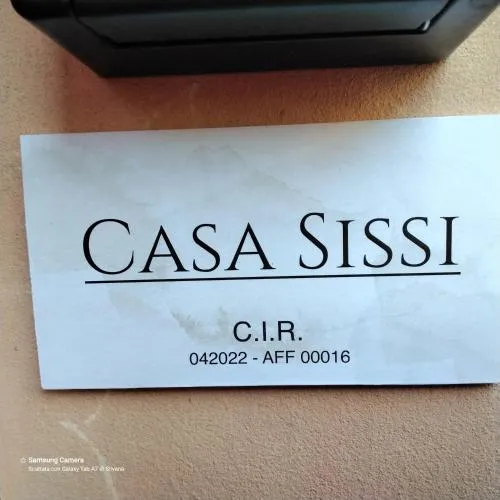 CASA SISSI
C.I.R.
042022 - AFF 00016
Samsung Camera
Scattata con Galaxy Tab A7 di Silvana